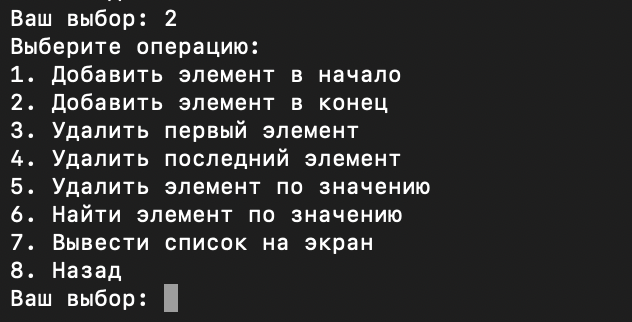 Ваш выбор: 2
Выберите операцию:
1. Добавить элемент в начало
2. Добавить элемент в конец
3. Удалить первый элемент
4. Удалить последний элемент
5. Удалить элемент по значению
6. Найти элемент по значению
7. Вывести список на экран
8. Назад
Ваш выбор: